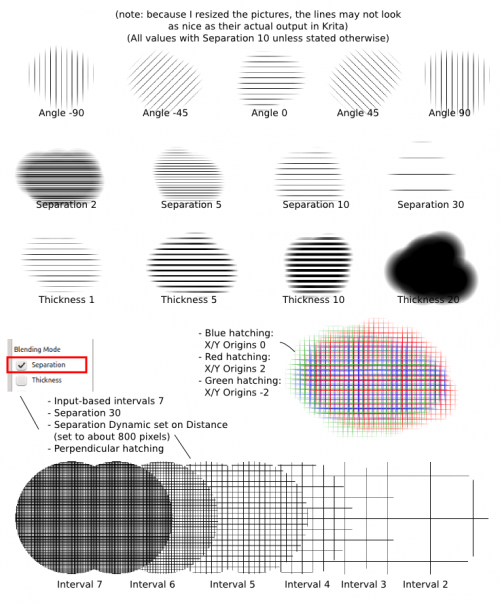 (note: because I resized the pictures, the lines may not look
as nice as their actual output in Krita)
(All values with Separation 10 unless stated otherwise)
Angle -90
Angle -45
Angle 0
Angle 45
Angle 90
Separation 2
Separation 5
Separation 10
Separation 30
Thickness 1
Thickness 5
Thickness 10
Thickness 20
- Blue hatching:
X/Y Origins 0
- Red hatching:
X/Y Origins 2
- Green hatching:
X/Y Origins -2
Blending Mode
Separation
Thickness
- Input-based intervals 7
- Separation 30
- Separation Dynamic set on Distance
(set to about 800 pixels)
- Perpendicular hatching
Interval 7
Interval 6
Interval 5
Interval 4
Interval 3
Interval 2